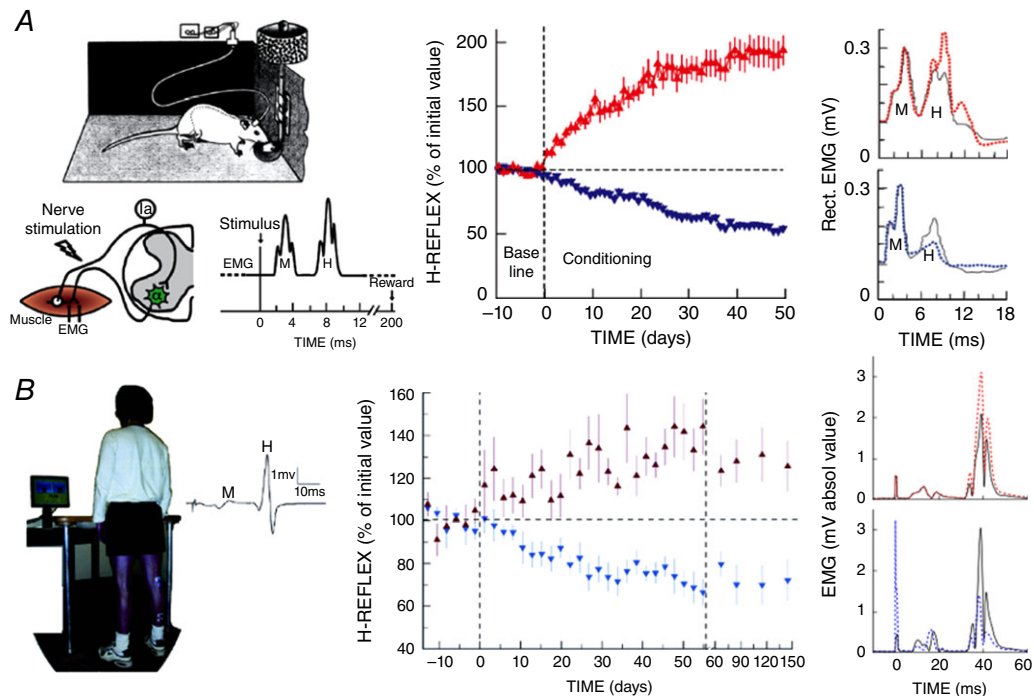 A
Nerve
stimulation
Ia
α
Muscle
EMG
Stimulus
EMG
M
H
Reward
0 4 8 12 200
TIME (ms)
H-REFLEX (% of initial value)
200
150
100
50
0
Base
line
Conditioning
–10 0 10 20 30 40 50
TIME (days)
Rect. EMG (mV)
0.3
M
H
0.3
M
H
0 6 12 18
TIME (ms)
B
M
H
1mv
10ms
H-REFLEX (% of initial value)
160
140
120
100
80
60
40
–10 0 10 20 30 40 50 60 90 120 150
TIME (days)
EMG (mV absol value)
3
2
1
0
3
2
1
0
0 20 40 60
TIME (ms)